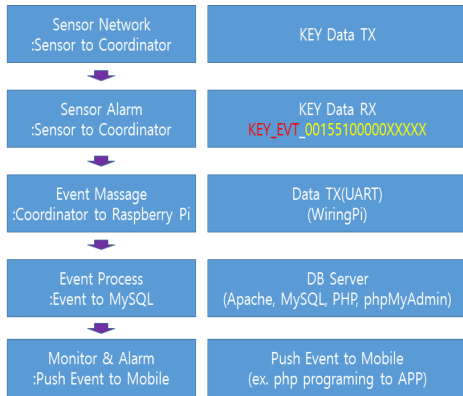 Sensor Network
:Sensor to Coordinator
KEY Data TX
Sensor Alarm
:Sensor to Coordinator
KEY Data RX
KEY_EVT_00155100000XXXXX
Event Massage
:Coordinator to Raspberry Pi
Data TX(UART)
(WiringPi)
Event Process
:Event to MySQL
DB Server
(Apache, MySQL, PHP, phpMyAdmin)
Monitor & Alarm
:Push Event to Mobile
Push Event to Mobile
(ex. php programing to APP)